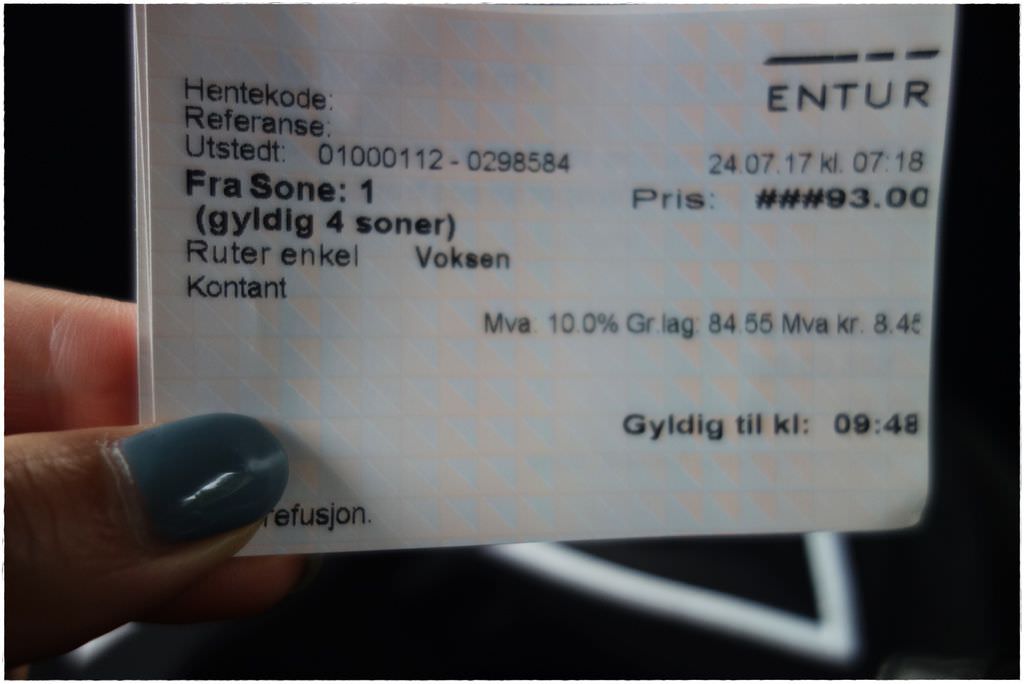 ENTUR
Hentekode:
Referanse:
Utstedt: 01000112 - 0298584 24.07.17 kl. 07:18
Fra Sone: 1 Pris: ###93.00
(gyldig 4 soner)
Ruter enkel Voksen
Kontant
Mva: 10.0% Gr.lag: 84.55 Mva kr. 8.45
Gyldig til kl: 09:48
refusjon.